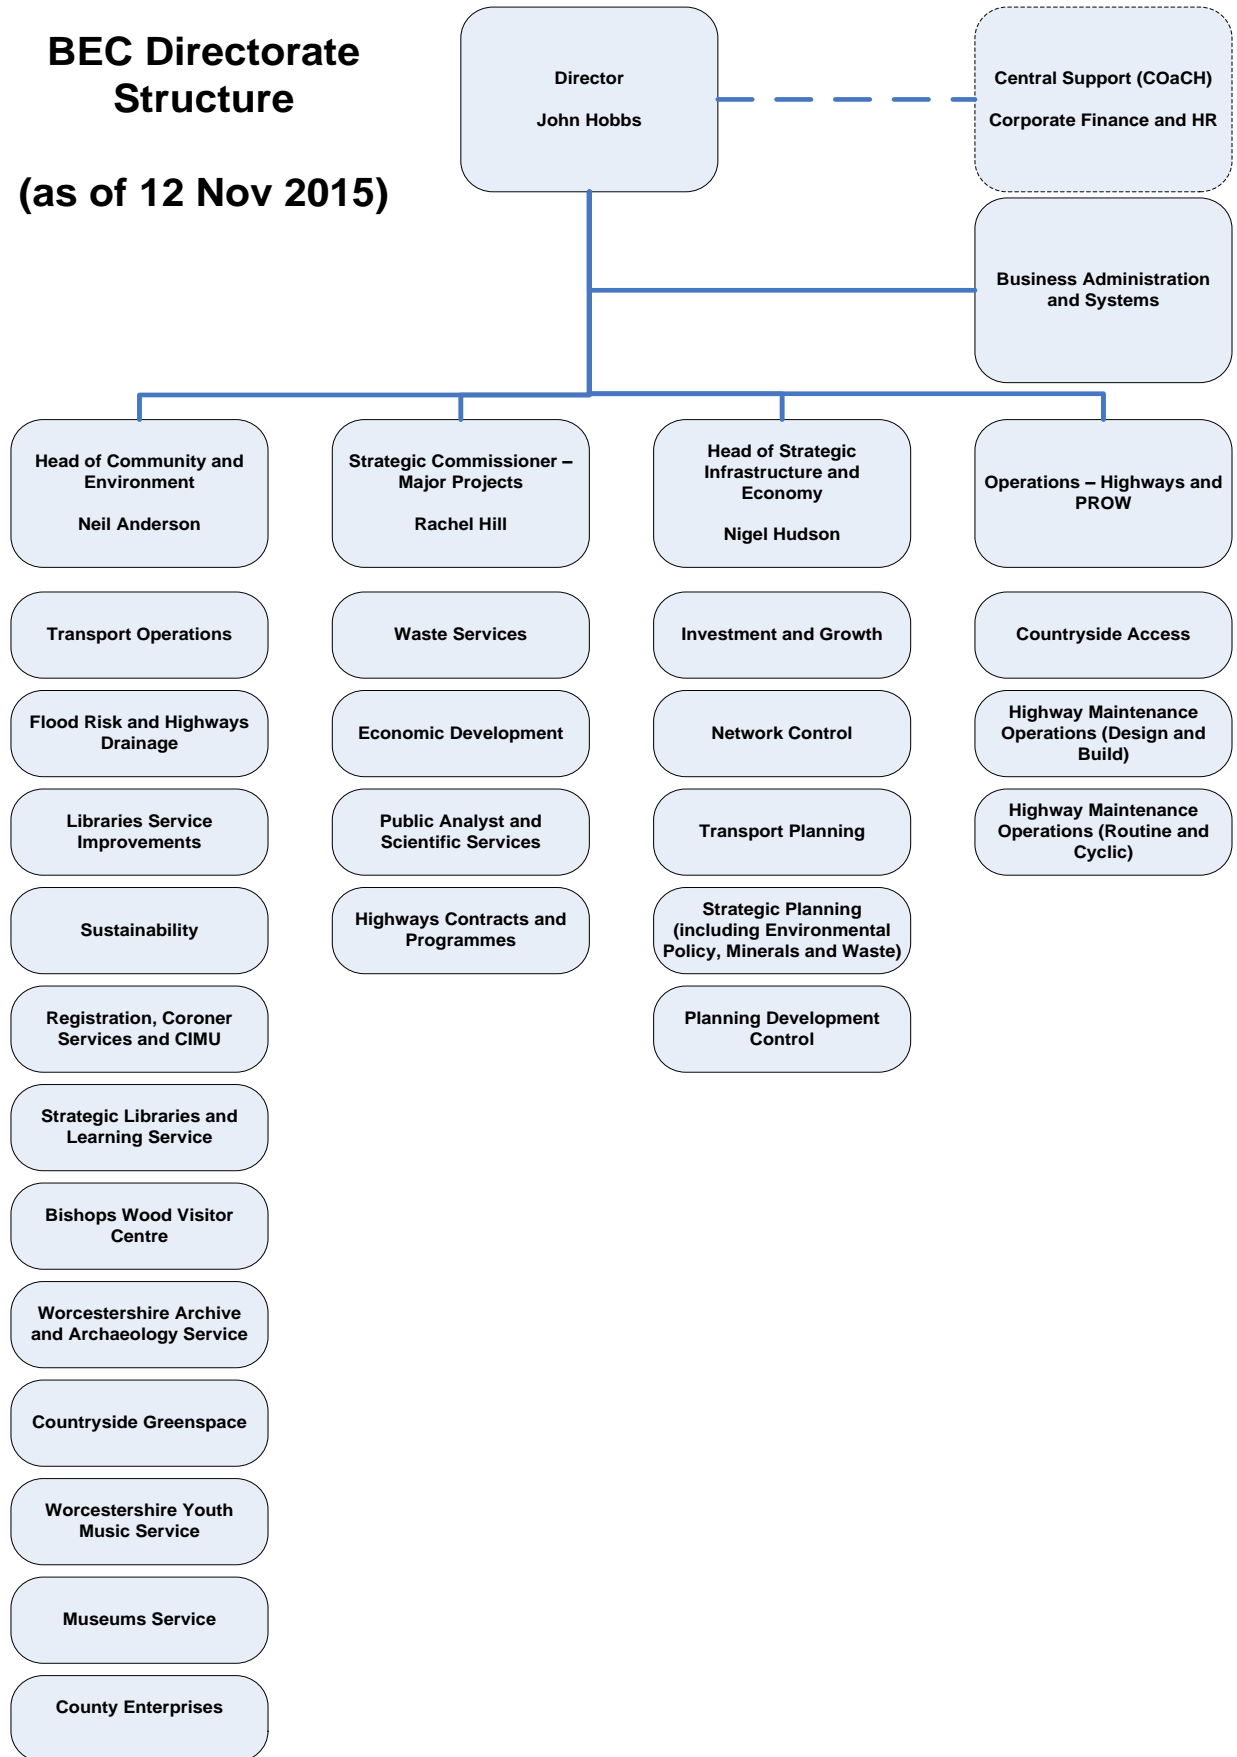 BEC Directorate
Structure
(as of 12 Nov 2015)
Director
John Hobbs
Central Support (COaCH)
Corporate Finance and HR
Business Administration
and Systems
Head of Community and
Environment
Neil Anderson
Strategic Commissioner –
Major Projects
Rachel Hill
Head of Strategic
Infrastructure and
Economy
Nigel Hudson
Operations – Highways and
PROW
Transport Operations
Flood Risk and Highways
Drainage
Libraries Service
Improvements
Sustainability
Registration, Coroner
Services and CIMU
Strategic Libraries and
Learning Service
Bishops Wood Visitor
Centre
Worcestershire Archive
and Archaeology Service
Countryside Greenspace
Worcestershire Youth
Music Service
Museums Service
County Enterprises
Waste Services
Economic Development
Public Analyst and
Scientific Services
Highways Contracts and
Programmes
Investment and Growth
Network Control
Transport Planning
Strategic Planning
(including Environmental
Policy, Minerals and Waste)
Planning Development
Control
Countryside Access
Highway Maintenance
Operations (Design and
Build)
Highway Maintenance
Operations (Routine and
Cyclic)